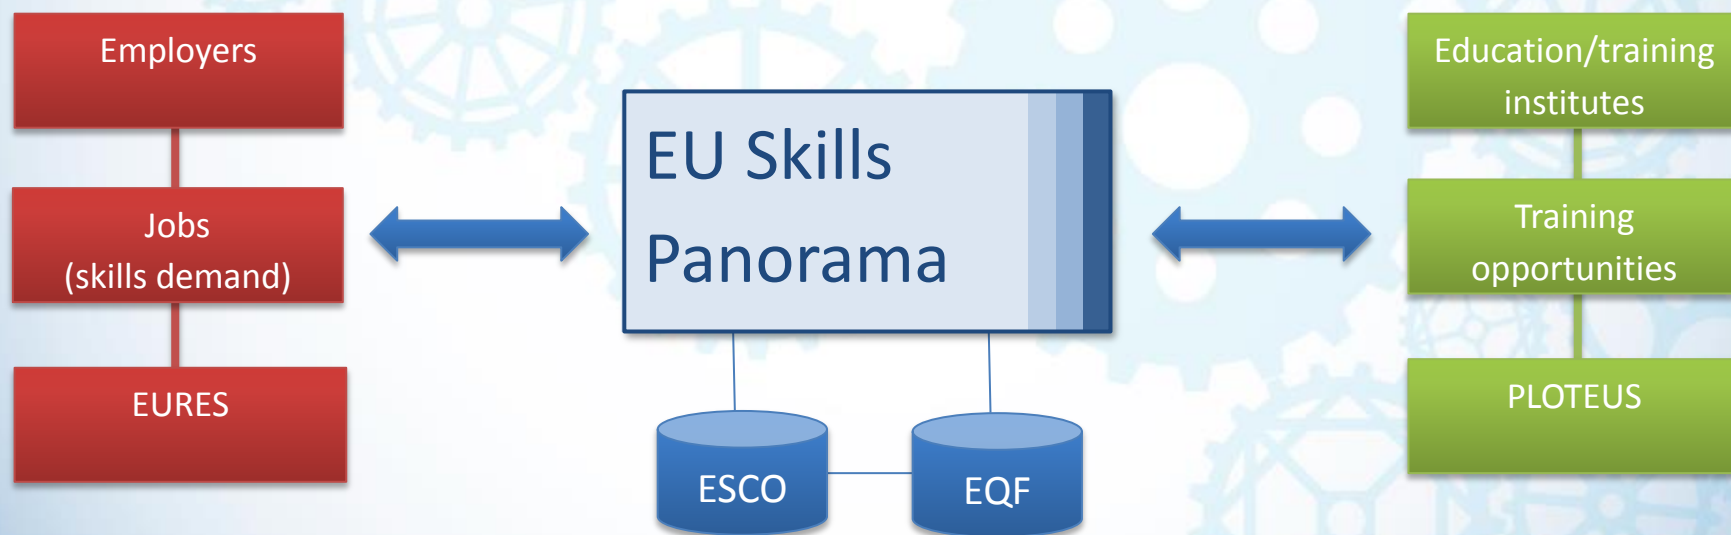 Employers
Jobs
(skills demand)
EURES
EU Skills
Panorama
ESCO
EQF
Education/training
institutes
Training
opportunities
PLOTEUS